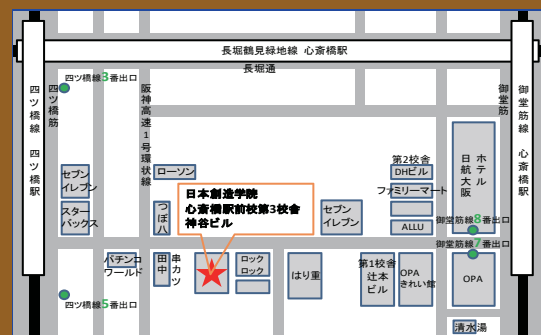 長堀鶴見緑地線 心斎橋駅
長堀通
四ツ橋線 四ツ橋駅
四ツ橋筋
四ツ橋線3番出口
阪神高速1号環状線
御堂筋
御堂筋線 心斎橋駅
セブン
イレブン
スター
バックス
ローソン
つぼ八
日本創造学院
心斎橋駅前校第3校舎
神谷ビル
セブン
イレブン
第2校舎
DHビル
ファミリーマート
ALLU
ホテル
日航大阪
御堂筋線8番出口
御堂筋線7番出口
パチンコ
ワールド
串カツ
田中
ロック
ロック
はり重
第1校舎
辻本
ビル
OPA
きれい館
OPA
四ツ橋線5番出口
清水湯